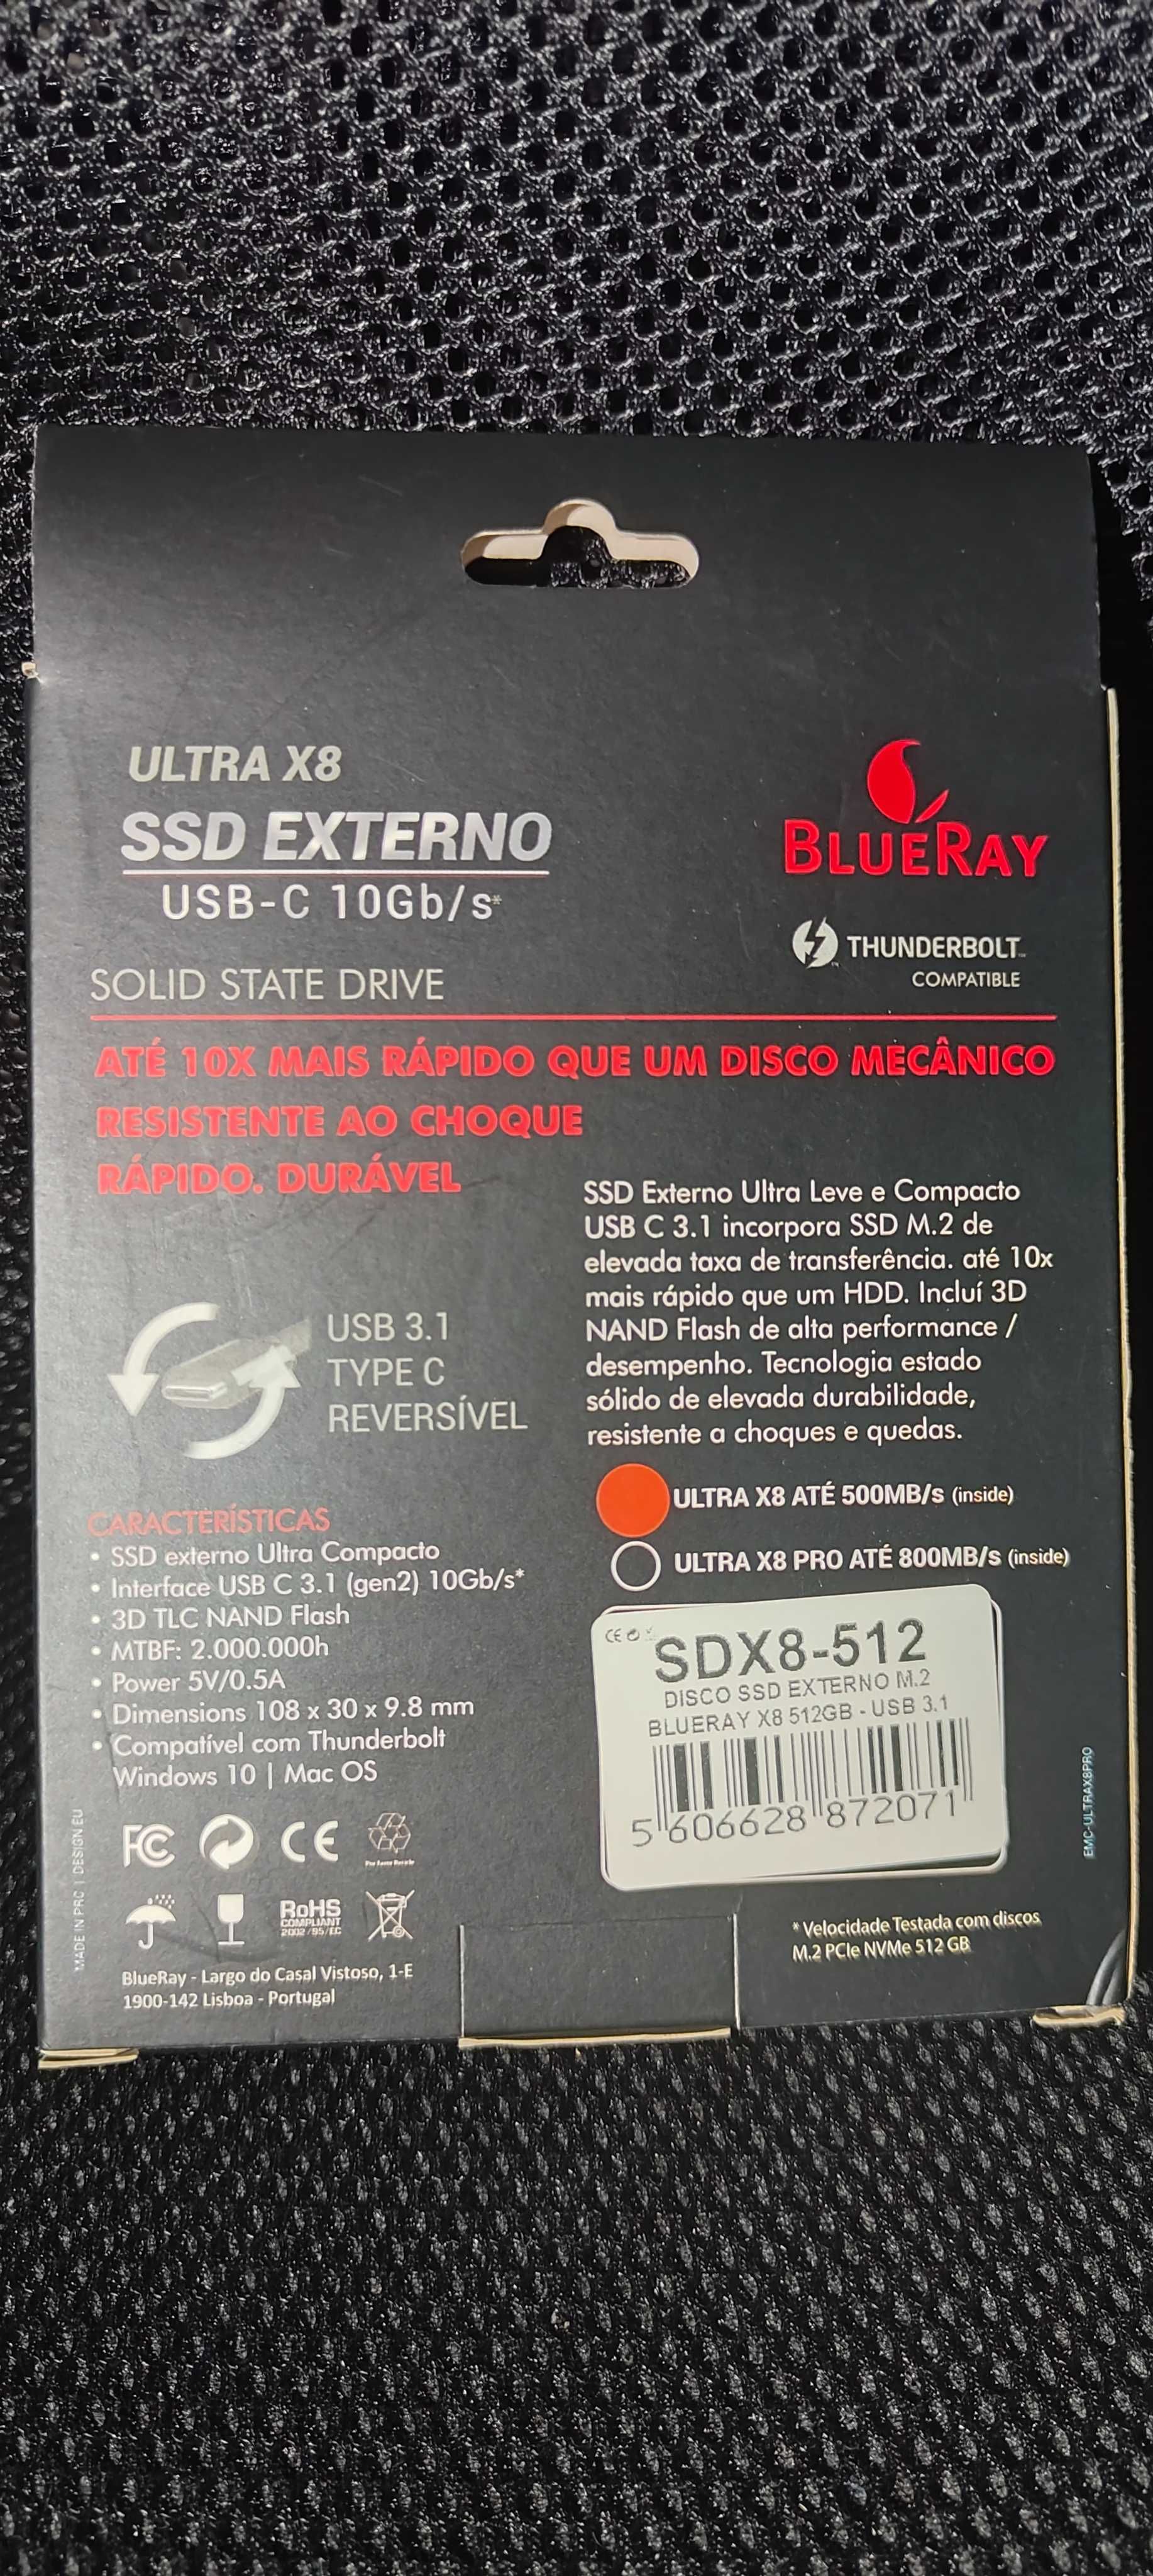 ULTRA X8
SSD EXTERNO
USB-C 10Gb/s*
SOLID STATE DRIVE
BLUERAY
THUNDERBOLT™
COMPATIBLE
ATÉ 10X MAIS RÁPIDO QUE UM DISCO MECÂNICO
RESISTENTE AO CHOQUE
RÁPIDO. DURÁVEL
SSD Externo Ultra Leve e Compacto
USB C 3.1 incorpora SSD M.2 de
elevada taxa de transferência. até 10x
mais rápido que um HDD. Incluí 3D
NAND Flash de alta performance /
desempenho. Tecnologia estado
sólido de elevada durabilidade,
resistente a choques e quedas.
USB 3.1
TYPE C
REVERSÍVEL
ULTRA X8 ATÉ 500MB/s (inside)
ULTRA X8 PRO ATÉ 800MB/s (inside)
CARACTERÍSTICAS
• SSD externo Ultra Compacto
• Interface USB C 3.1 (gen2) 10Gb/s*
• 3D TLC NAND Flash
• MTBF: 2.000.000h
• Power 5V/0.5A
• Dimensions 108 x 30 x 9.8 mm
• Compatível com Thunderbolt
Windows 10 | Mac OS
CE
SDX8-512
DISCO SSD EXTERNO M.2
BLUERAY X8 512GB - USB 3.1
5 606628 872071
EMC-ULTRAX8PRO
MADE IN PRC | DESIGN EU
FC CE
Por Favor Recicle
RoHS
COMPLIANT
2002/95/EC
* Velocidade Testada com discos
M.2 PCIe NVMe 512 GB
BlueRay - Largo do Casal Vistoso, 1-E
1900-142 Lisboa - Portugal